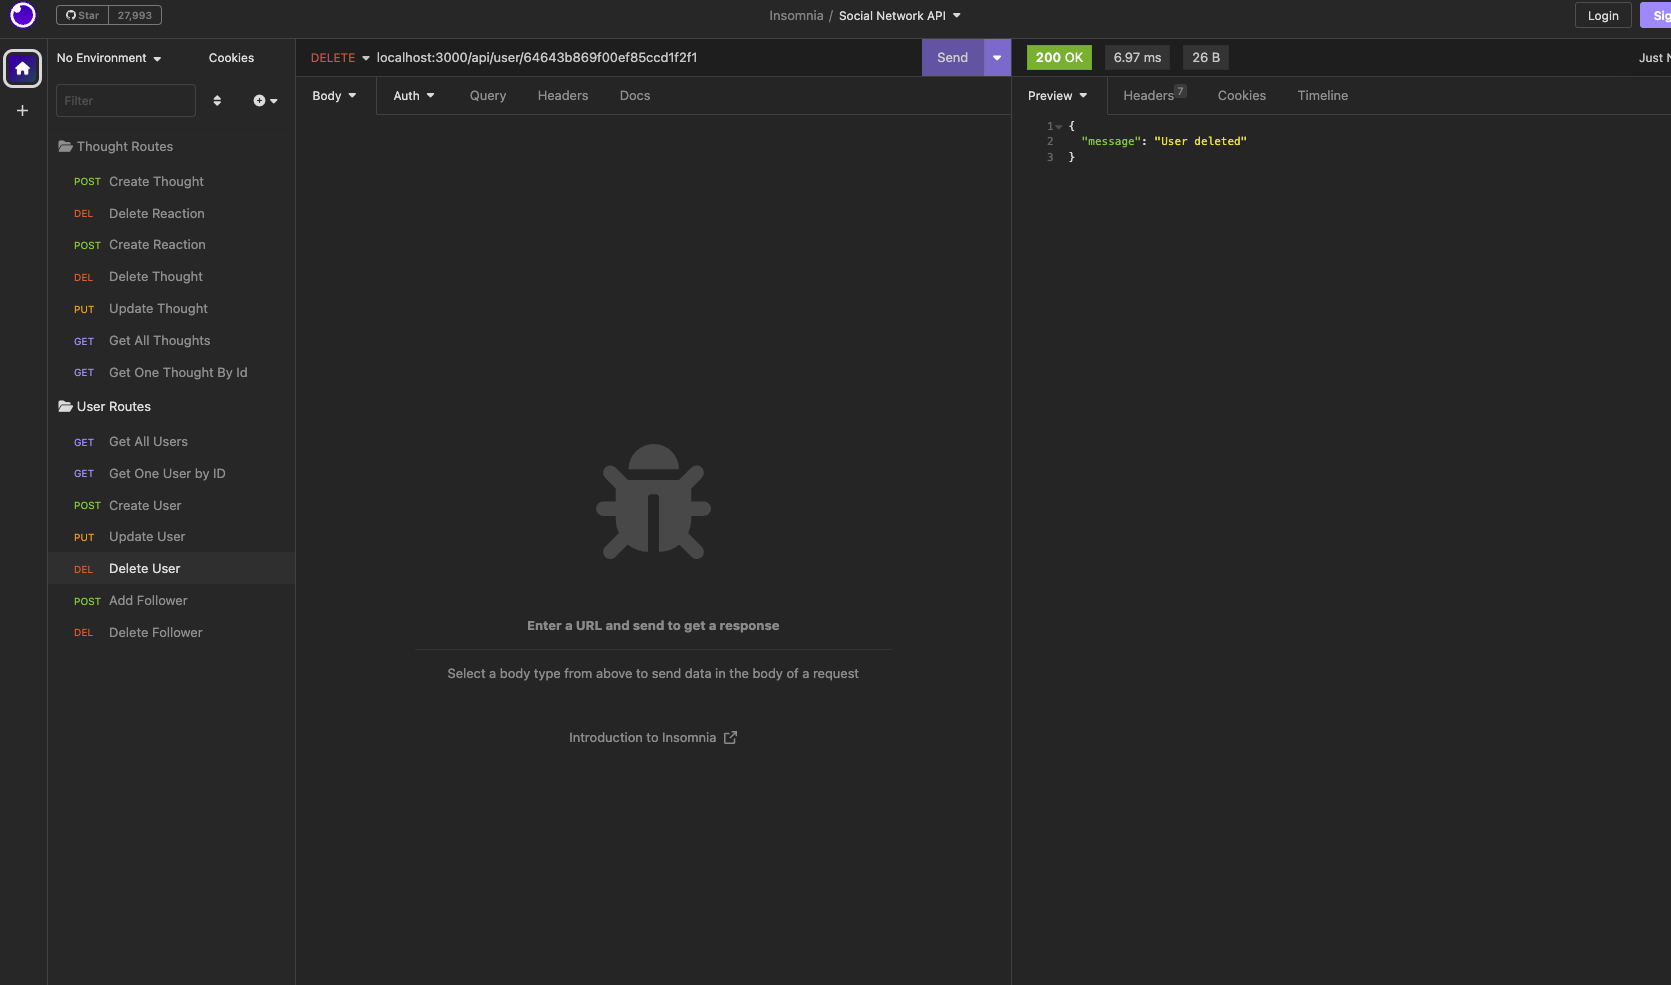 Star 27,993
Insomnia / Social Network API
Login
No Environment
Cookies
Filter
Thought Routes
POST Create Thought
DEL Delete Reaction
POST Create Reaction
DEL Delete Thought
PUT Update Thought
GET Get All Thoughts
GET Get One Thought By Id
User Routes
GET Get All Users
GET Get One User by ID
POST Create User
PUT Update User
DEL Delete User
POST Add Follower
DEL Delete Follower
DELETE localhost:3000/api/user/64643b869f00ef85ccd1f2f1 Send
Body Auth Query Headers Docs
Enter a URL and send to get a response
Select a body type from above to send data in the body of a request
Introduction to Insomnia
200 OK 6.97 ms 26 B Just
Preview Headers 7 Cookies Timeline
1 {
2 "message": "User deleted"
3 }